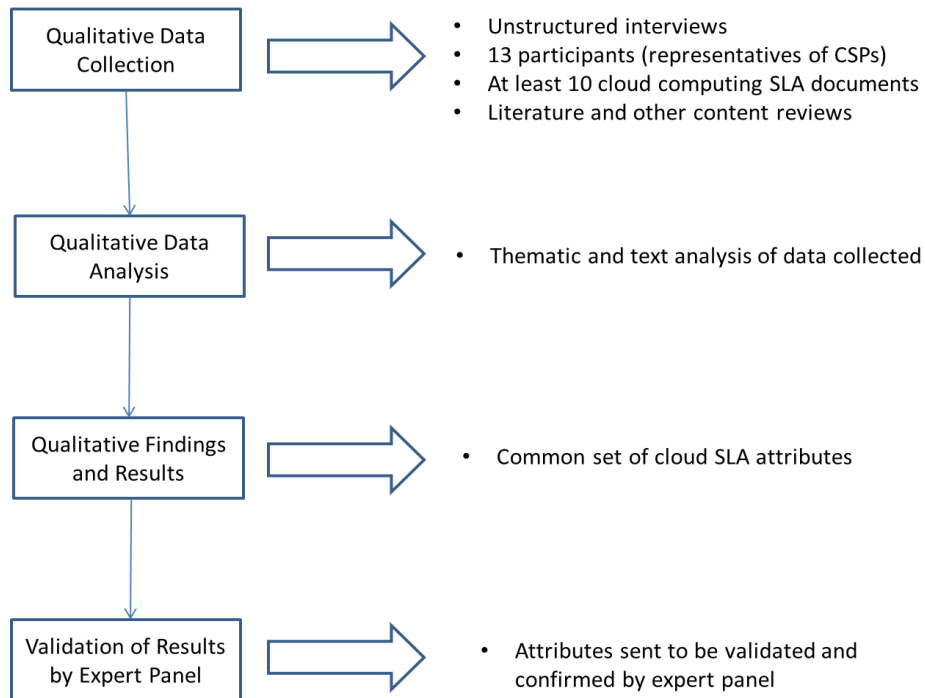 Qualitative Data
Collection
• Unstructured interviews
• 13 participants (representatives of CSPs)
• At least 10 cloud computing SLA documents
• Literature and other content reviews
Qualitative Data
Analysis
• Thematic and text analysis of data collected
Qualitative Findings
and Results
• Common set of cloud SLA attributes
Validation of Results
by Expert Panel
• Attributes sent to be validated and
confirmed by expert panel